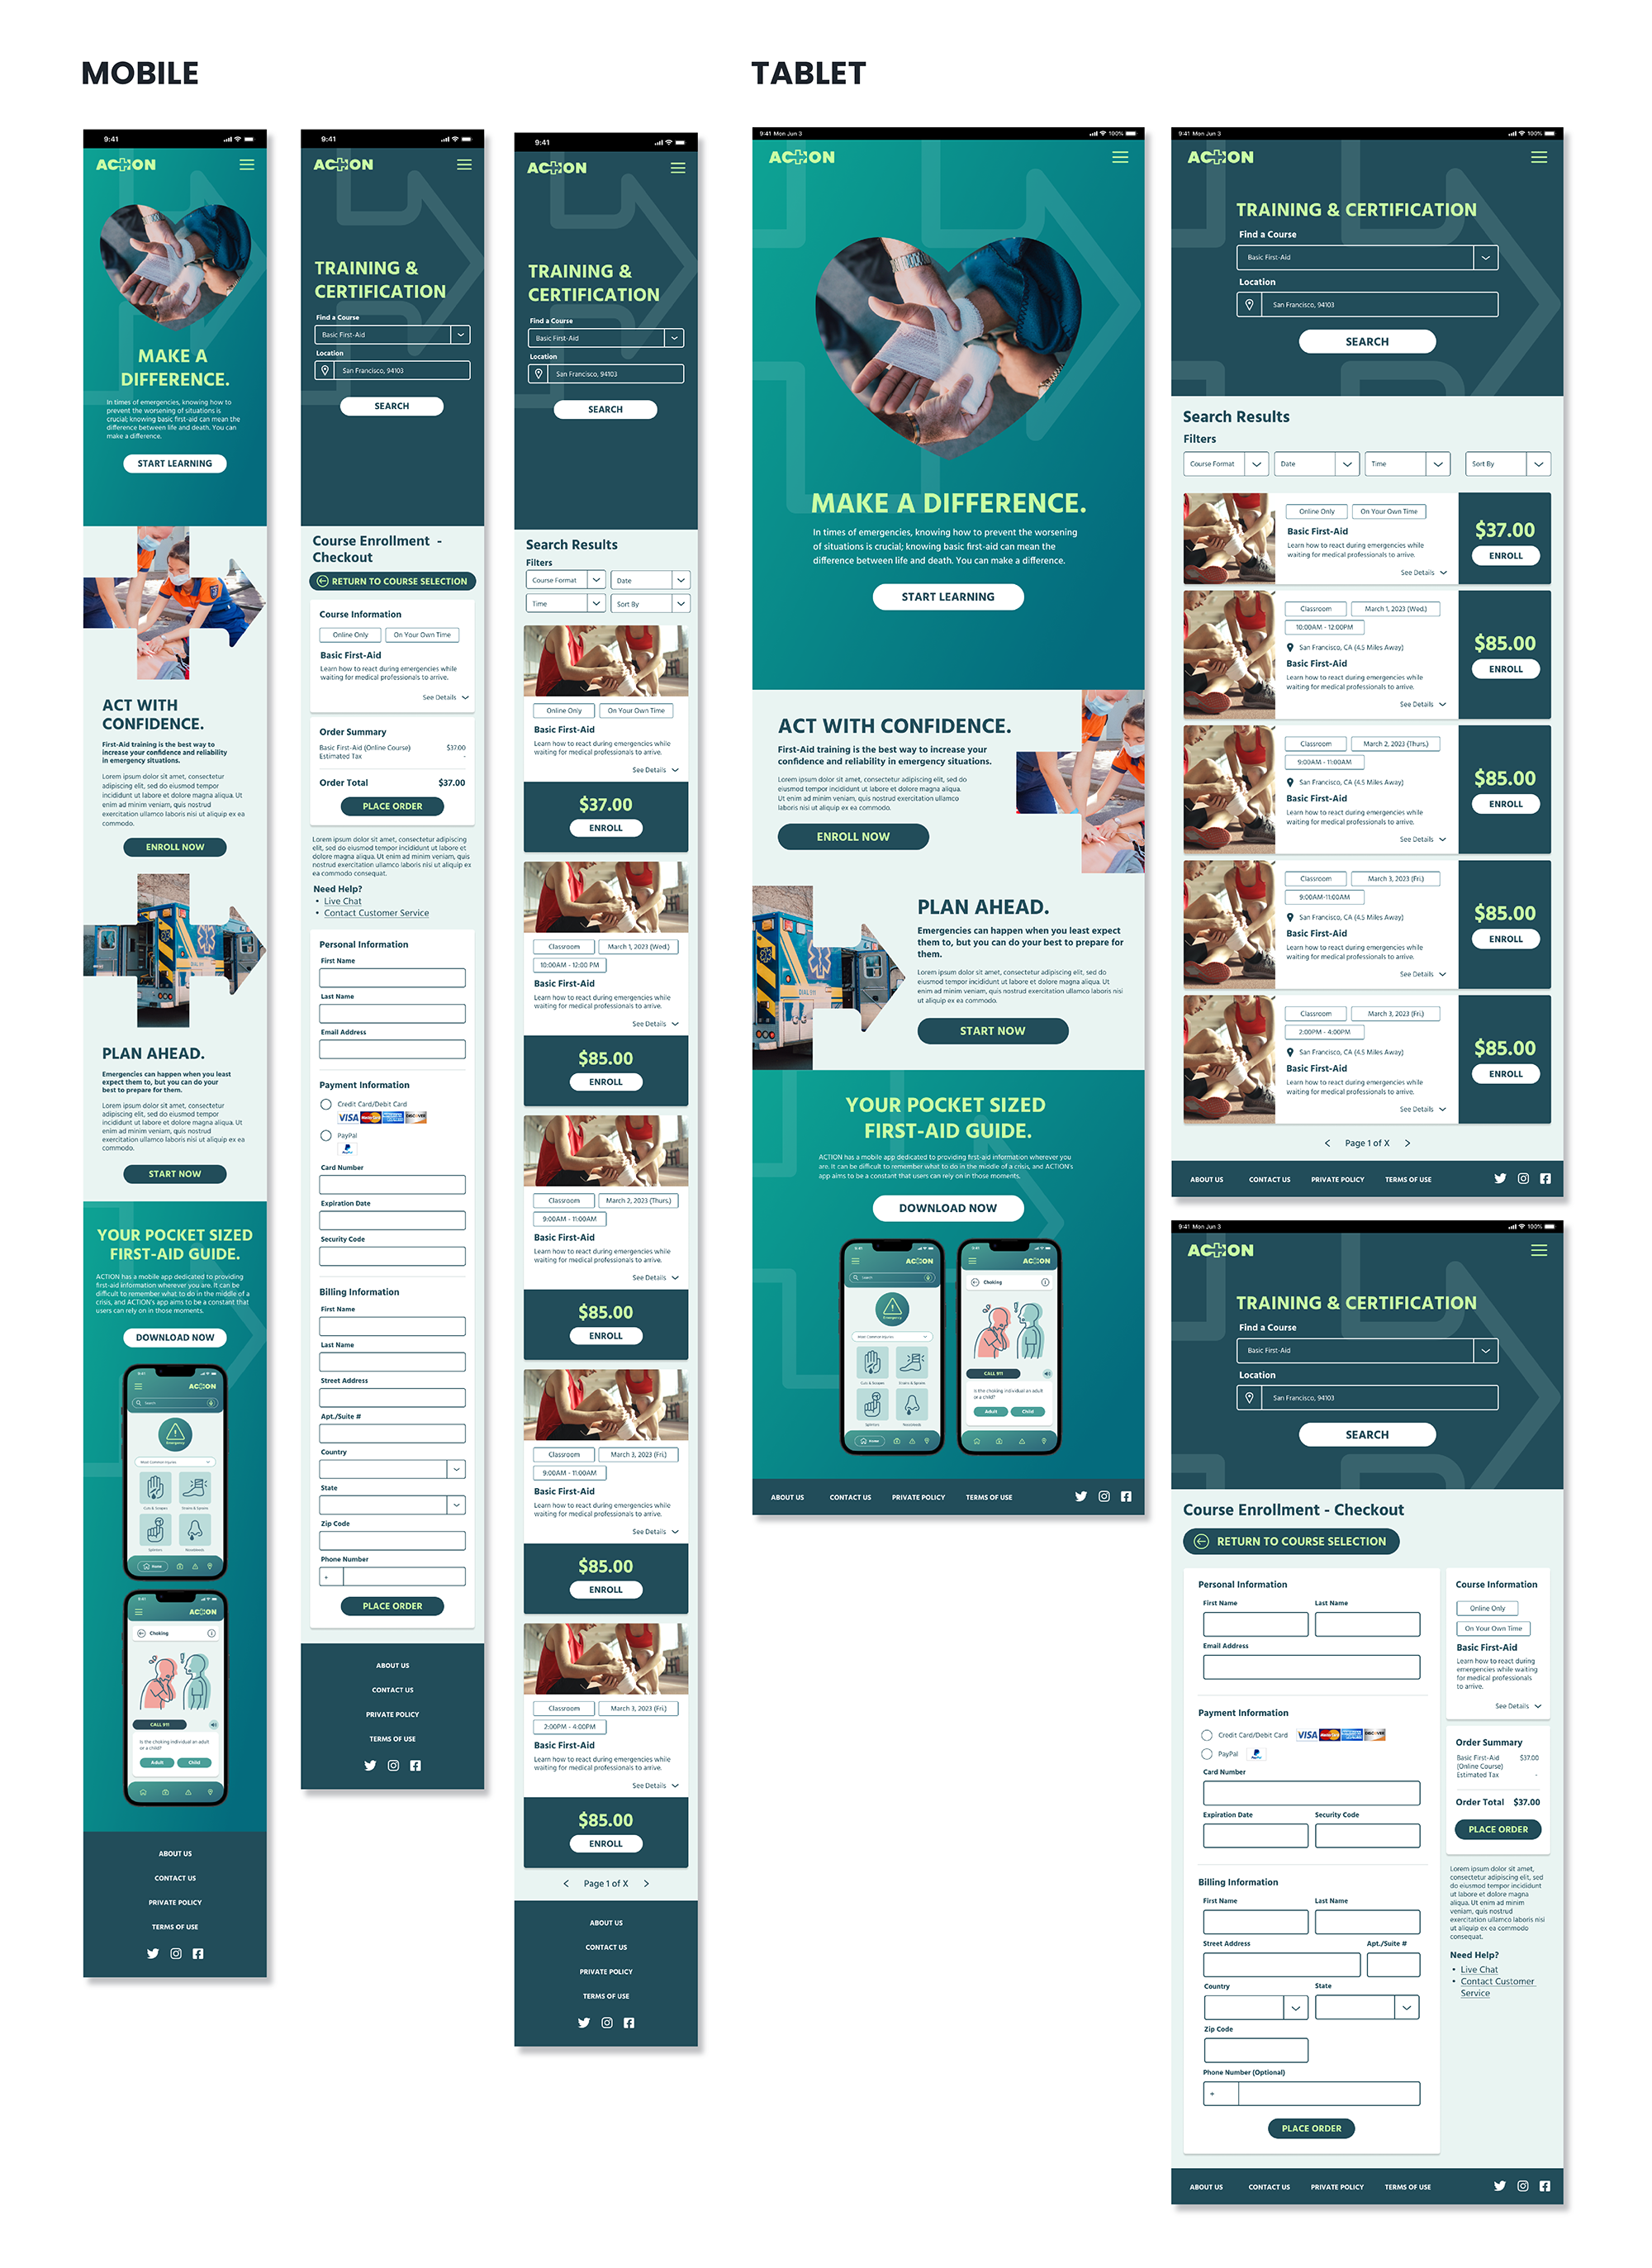 MOBILE
9:41
ACTION
MAKE A
DIFFERENCE.
In times of emergencies, knowing how to
prevent the worsening of situations is
crucial; knowing basic first-aid can mean the
difference between life and death. You can
make a difference.
START LEARNING
ACT WITH
CONFIDENCE.
First-Aid training is the best way to
increase your confidence and reliability
in emergency situations.
Lorem ipsum dolor sit amet, consectetur
adipiscing elit, sed do eiusmod tempor
incididunt ut labore et dolore magna aliqua.
Ut enim ad minim veniam, quis nostrud
exercitation ullamco laboris nisi ut aliquip ex ea
commodo.
ENROLL NOW
PLAN AHEAD.
Emergencies can happen when you least
expect them to, but you can do your
best to prepare for them.
Lorem ipsum dolor sit amet, consectetur
adipiscing elit, sed do eiusmod tempor
incididunt ut labore et dolore magna aliqua.
Ut enim ad minim veniam, quis nostrud
exercitation ullamco laboris nisi ut aliquip ex ea
commodo.
START NOW
YOUR POCKET SIZED
FIRST-AID GUIDE.
ACTION has a mobile app dedicated to providing
first-aid information wherever you are. It can be
difficult to remember what to do in the middle of a
crisis, and ACTION's app aims to be a constant that
users can rely on in those moments.
DOWNLOAD NOW
ACTION
Search
Emergency
Most Common Injuries
Splinters
Nosebleeds
Home
ACTION
Choking
CALL 911
Is the choking individual an adult
or a child?
Adult Child
ABOUT US
CONTACT US
PRIVATE POLICY
TERMS OF USE
9:41
ACTION
TRAINING &
CERTIFICATION
Find a Course
Basic First-Aid
Location
San Francisco, 94103
SEARCH
Course Enrollment -
Checkout
RETURN TO COURSE SELECTION
Course Information
Online Only On Your Own Time
Basic First-Aid
Learn how to react during emergencies while
waiting for medical professionals to arrive.
See Details
Order Summary
Basic First-Aid (Online Course) $37.00
Estimated Tax -
Order Total $37.00
PLACE ORDER
Lorem ipsum dolor sit amet, consectetur adipiscing
elit, sed do eiusmod tempor incididunt ut labore et
dolore magna aliqua. Ut enim ad minim veniam, quis
nostrud exercitation ullamco laboris nisi ut aliquip ex
ea commodo consequat.
Need Help?
• Live Chat
• Contact Customer Service
Personal Information
First Name
Last Name
Email Address
Payment Information
Credit Card/Debit Card
VISA MasterCard DISCOVER
PayPal
Card Number
Expiration Date
Security Code
Billing Information
First Name
Last Name
Street Address
Apt./Suite #
Country
State
Zip Code
Phone Number
+
PLACE ORDER
ABOUT US
CONTACT US
PRIVATE POLICY
TERMS OF USE
9:41
ACTION
TRAINING &
CERTIFICATION
Find a Course
Basic First-Aid
Location
San Francisco, 94103
SEARCH
Search Results
Filters
Course Format Date
Time Sort By
Online Only On Your Own Time
Basic First-Aid
Learn how to react during emergencies while
waiting for medical professionals to arrive.
See Details
$37.00
ENROLL
Classroom March 1, 2023 (Wed.)
10:00AM - 12:00 PM
Basic First-Aid
Learn how to react during emergencies while
waiting for medical professionals to arrive.
See Details
$85.00
ENROLL
Classroom March 2, 2023 (Thurs.)
9:00AM - 11:00AM
Basic First-Aid
Learn how to react during emergencies while
waiting for medical professionals to arrive.
See Details
$85.00
ENROLL
Classroom March 3, 2023 (Fri.)
9:00AM - 11:00AM
Basic First-Aid
Learn how to react during emergencies while
waiting for medical professionals to arrive.
See Details
$85.00
ENROLL
Classroom March 3, 2023 (Fri.)
2:00PM - 4:00PM
Basic First-Aid
Learn how to react during emergencies while
waiting for medical professionals to arrive.
See Details
$85.00
ENROLL
Page 1 of X
ABOUT US
CONTACT US
PRIVATE POLICY
TERMS OF USE
TABLET
9:41 Mon Jun 3 100%
ACTION
MAKE A DIFFERENCE.
In times of emergencies, knowing how to prevent the worsening
of situations is crucial; knowing basic first-aid can mean the
difference between life and death. You can make a difference.
START LEARNING
ACT WITH CONFIDENCE.
First-Aid training is the best way to increase your
confidence and reliability in emergency situations.
Lorem ipsum dolor sit amet, consectetur adipiscing elit, sed do
eiusmod tempor incididunt ut labore et dolore magna aliqua.
Ut enim ad minim veniam, quis nostrud exercitation ullamco
laboris nisi ut aliquip ex ea commodo.
ENROLL NOW
PLAN AHEAD.
Emergencies can happen when you least expect
them to, but you can do your best to prepare for
them.
Lorem ipsum dolor sit amet, consectetur adipiscing elit, sed do
eiusmod tempor incididunt ut labore et dolore magna aliqua. Ut
enim ad minim veniam, quis nostrud exercitation ullamco laboris nisi
ut aliquip ex ea commodo.
START NOW
YOUR POCKET SIZED
FIRST-AID GUIDE.
ACTION has a mobile app dedicated to providing first-aid information wherever you
are. It can be difficult to remember what to do in the middle of a crisis, and ACTION's
app aims to be a constant that users can rely on in those moments.
DOWNLOAD NOW
ACTION
Search
Emergency
Most Common Injuries
Splinters Nosebleeds
Home
ACTION
Choking
CALL 911
Is the choking individual an adult
or a child?
Adult Child
ABOUT US CONTACT US PRIVATE POLICY TERMS OF USE
9:41 Mon Jun 3 100%
ACTION
TRAINING & CERTIFICATION
Find a Course
Basic First-Aid
Location
San Francisco, 94103
SEARCH
Search Results
Filters
Course Format Date Time Sort By
Online Only On Your Own Time
Basic First-Aid
Learn how to react during emergencies while
waiting for medical professionals to arrive.
See Details
$37.00
ENROLL
Classroom March 1, 2023 (Wed.)
10:00AM - 12:00PM
San Francisco, CA (4.5 Miles Away)
Basic First-Aid
Learn how to react during emergencies while
waiting for medical professionals to arrive.
See Details
$85.00
ENROLL
Classroom March 2, 2023 (Thurs.)
9:00AM - 11:00AM
San Francisco, CA (4.5 Miles Away)
Basic First-Aid
Learn how to react during emergencies while
waiting for medical professionals to arrive.
See Details
$85.00
ENROLL
Classroom March 3, 2023 (Fri.)
9:00AM-11:00AM
San Francisco, CA (4.5 Miles Away)
Basic First-Aid
Learn how to react during emergencies while
waiting for medical professionals to arrive.
See Details
$85.00
ENROLL
Classroom March 3, 2023 (Fri.)
2:00PM - 4:00PM
San Francisco, CA (4.5 Miles Away)
Basic First-Aid
Learn how to react during emergencies while
waiting for medical professionals to arrive.
See Details
$85.00
ENROLL
Page 1 of X
ABOUT US CONTACT US PRIVATE POLICY TERMS OF USE
9:41 Mon Jun 3 100%
ACTION
TRAINING & CERTIFICATION
Find a Course
Basic First-Aid
Location
San Francisco, 94103
SEARCH
Course Enrollment - Checkout
RETURN TO COURSE SELECTION
Personal Information
First Name Last Name
Email Address
Payment Information
Credit Card/Debit Card VISA MasterCard DISCOVER
PayPal
Card Number
Expiration Date Security Code
Billing Information
First Name Last Name
Street Address Apt./Suite #
Country State
Zip Code
Phone Number (Optional)
+
PLACE ORDER
Course Information
Online Only
On Your Own Time
Basic First-Aid
Learn how to react during
emergencies while waiting
for medical professionals
to arrive.
See Details
Order Summary
Basic First-Aid $37.00
(Online Course)
Estimated Tax -
Order Total $37.00
PLACE ORDER
Lorem ipsum dolor sit amet,
consectetur adipiscing elit, sed
do eiusmod tempor incididunt
ut labore et dolore magna
aliqua. Ut enim ad minim
veniam, quis nostrud
exercitation ullamco laboris nisi
ut aliquip ex ea commodo
consequat.
Need Help?
• Live Chat
• Contact Customer
Service
ABOUT US CONTACT US PRIVATE POLICY TERMS OF USE